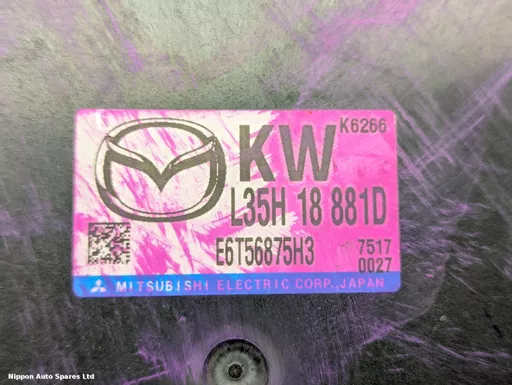 KW K6266
L35H 18 881D
E6T56875H3 7517
0027
MITSUBISHI ELECTRIC CORP., JAPAN
Nippon Auto Spares Ltd